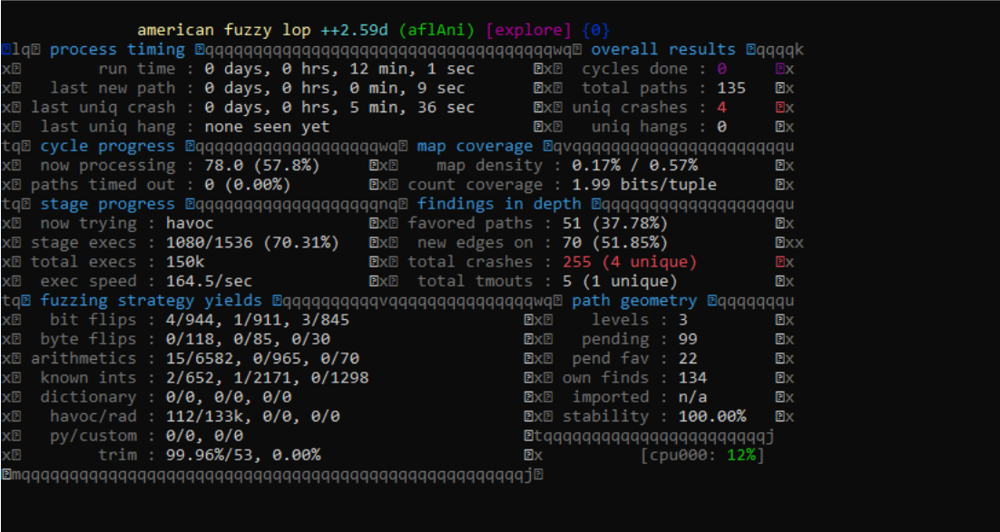 american fuzzy lop ++2.59d (aflAni) [explore] {0}
lq process timing qqqqqqqqqqqqqqqqqqqqqqqqqqqqqqqqqqqqwq overall results qqqqk
x run time : 0 days, 0 hrs, 12 min, 1 sec x cycles done : 0 x
x last new path : 0 days, 0 hrs, 0 min, 9 sec x total paths : 135 x
x last uniq crash : 0 days, 0 hrs, 5 min, 36 sec x uniq crashes : 4 x
x last uniq hang : none seen yet x uniq hangs : 0 x
tq cycle progress qqqqqqqqqqqqqqqqqqqwq map coverage qvqqqqqqqqqqqqqqqqqqqqqqqu
x now processing : 78.0 (57.8%) x map density : 0.17% / 0.57% x
x paths timed out : 0 (0.00%) x count coverage : 1.99 bits/tuple x
tq stage progress qqqqqqqqqqqqqqqqqqqnq findings in depth qqqqqqqqqqqqqqqqqqqqu
x now trying : havoc x favored paths : 51 (37.78%) x
x stage execs : 1080/1536 (70.31%) x new edges on : 70 (51.85%) xx
x total execs : 150k x total crashes : 255 (4 unique) x
x exec speed : 164.5/sec x total tmouts : 5 (1 unique) x
tq fuzzing strategy yields qqqqqqqqqqvqqqqqqqqqqqqqqqwq path geometry qqqqqqqu
x bit flips : 4/944, 1/911, 3/845 x levels : 3 x
x byte flips : 0/118, 0/85, 0/30 x pending : 99 x
x arithmetics : 15/6582, 0/965, 0/70 x pend fav : 22 x
x known ints : 2/652, 1/2171, 0/1298 x own finds : 134 x
x dictionary : 0/0, 0/0, 0/0 x imported : n/a x
x havoc/rad : 112/133k, 0/0, 0/0 x stability : 100.00% x
x py/custom : 0/0, 0/0 tqqqqqqqqqqqqqqqqqqqqqqqj
x trim : 99.96%/53, 0.00% x [cpu000: 12%]
mqqqqqqqqqqqqqqqqqqqqqqqqqqqqqqqqqqqqqqqqqqqqqqqqqqqqj